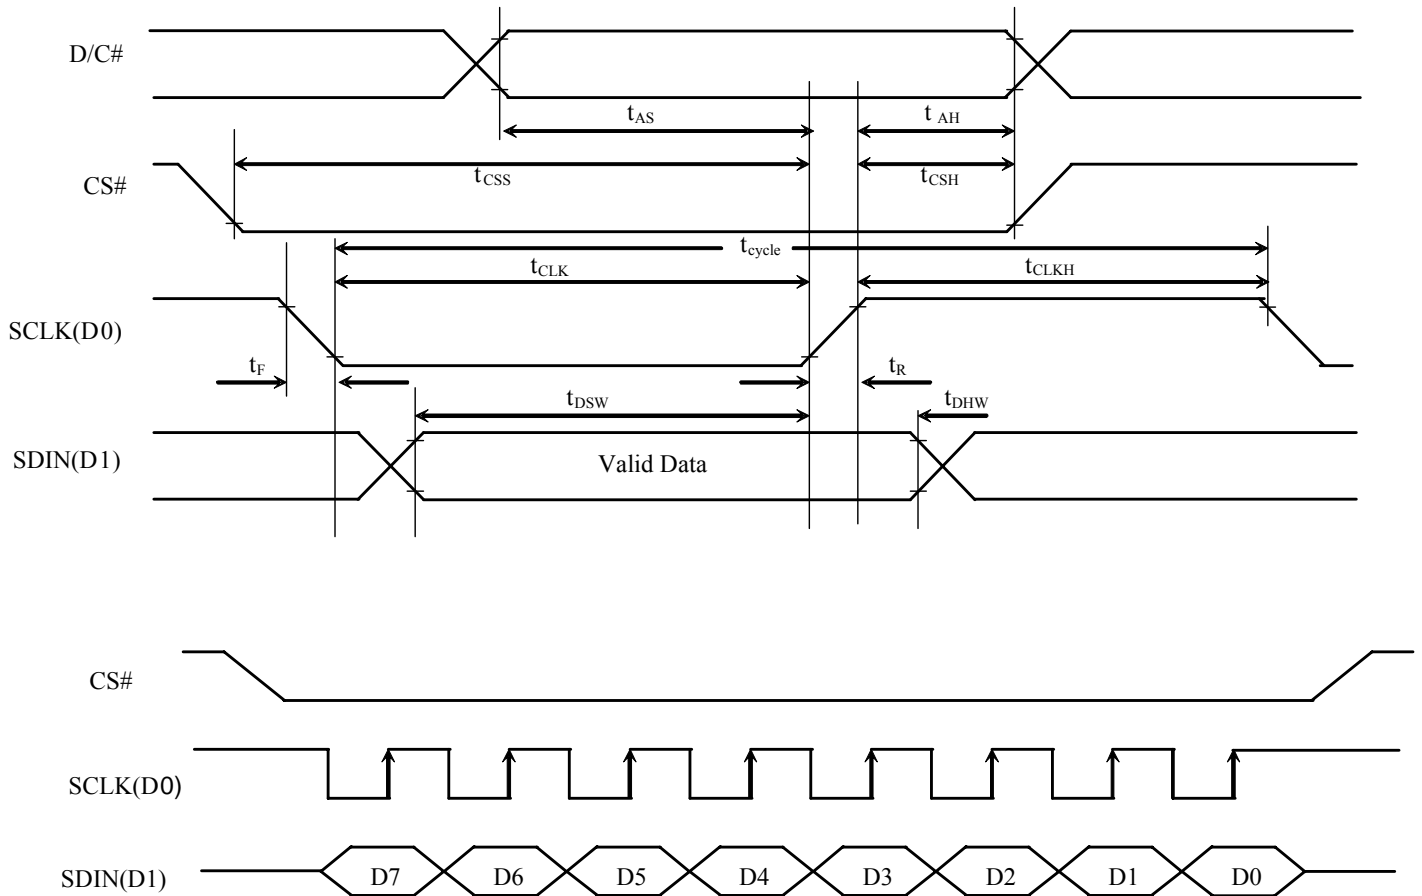 D/C#
tAS
t AH
CS#
tCSS
tCSH
tcycle
tCLK
tCLKH
SCLK(D0)
tF
tR
tDSW
tDHW
SDIN(D1)
Valid Data
CS#
SCLK(D0)
SDIN(D1)
D7 D6 D5 D4 D3 D2 D1 D0